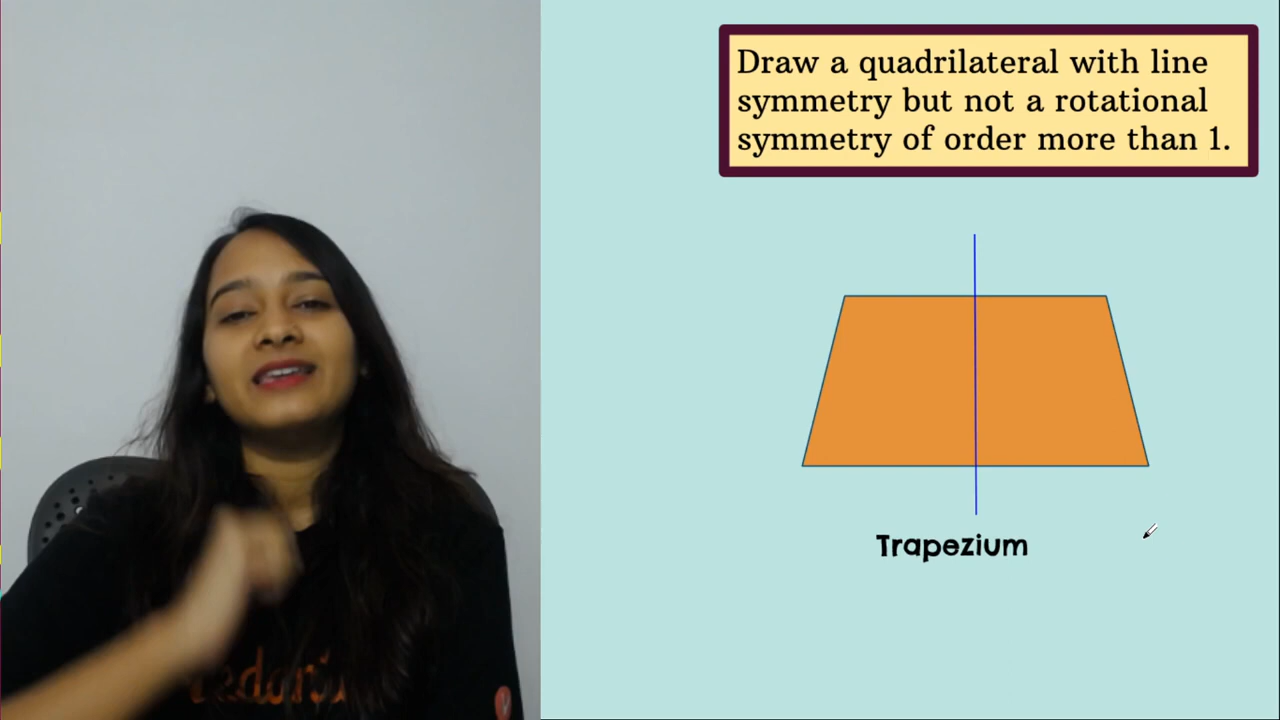 Draw a quadrilateral with line
symmetry but not a rotational
symmetry of order more than 1.
Trapezium